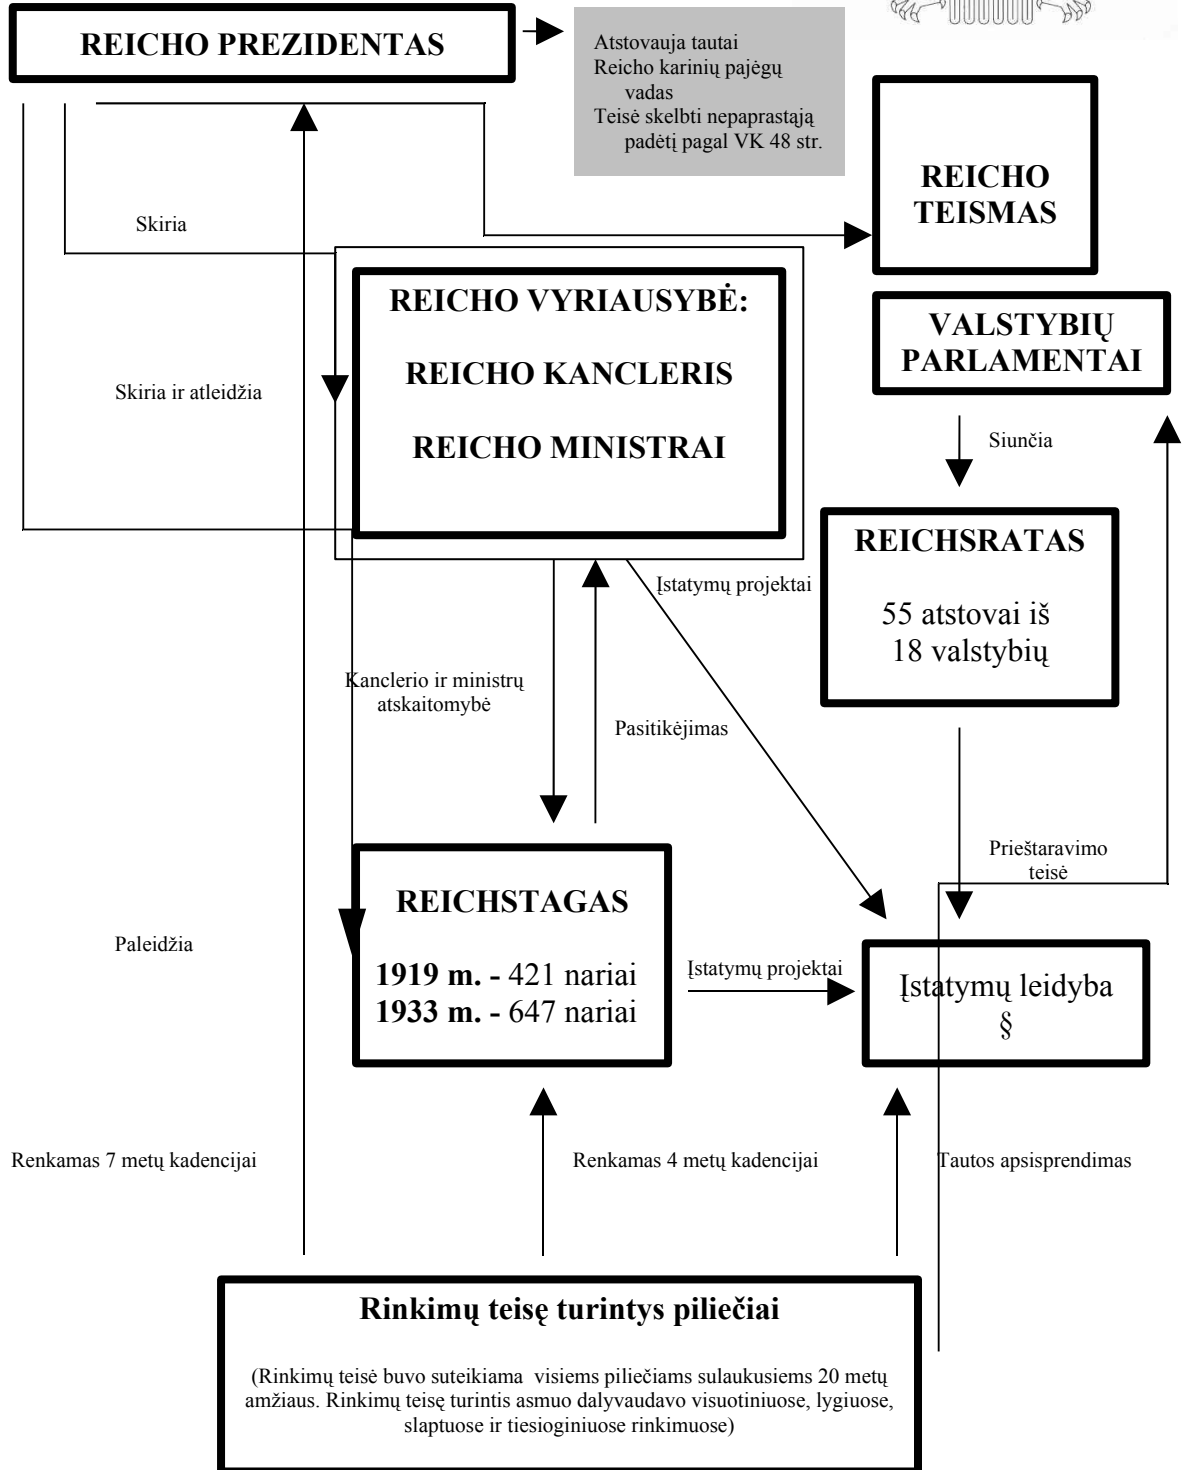 REICHO PREZIDENTAS
Atstovauja tautai
Reicho karinių pajėgų
vadas
Teisė skelbti nepaprastąją
padėtį pagal VK 48 str.
REICHO
TEISMAS
Skiria
REICHO VYRIAUSYBĖ:
REICHO KANCLERIS
REICHO MINISTRAI
VALSTYBIŲ
PARLAMENTAI
Skiria ir atleidžia
Siunčia
REICHSRATAS
55 atstovai iš
18 valstybių
Įstatymų projektai
Kanclerio ir ministrų
atskaitomybė
Pasitikėjimas
Prieštaravimo
teisė
REICHSTAGAS
1919 m. - 421 nariai
1933 m. - 647 nariai
Paleidžia
Įstatymų projektai
Įstatymų leidyba
§
Renkamas 7 metų kadencijai
Renkamas 4 metų kadencijai
Tautos apsisprendimas
Rinkimų teisę turintys piliečiai
(Rinkimų teisė buvo suteikiama visiems piliečiams sulaukusiems 20 metų
amžiaus. Rinkimų teisę turintis asmuo dalyvaudavo visuotiniuose, lygiuose,
slaptuose ir tiesioginiuose rinkimuose)